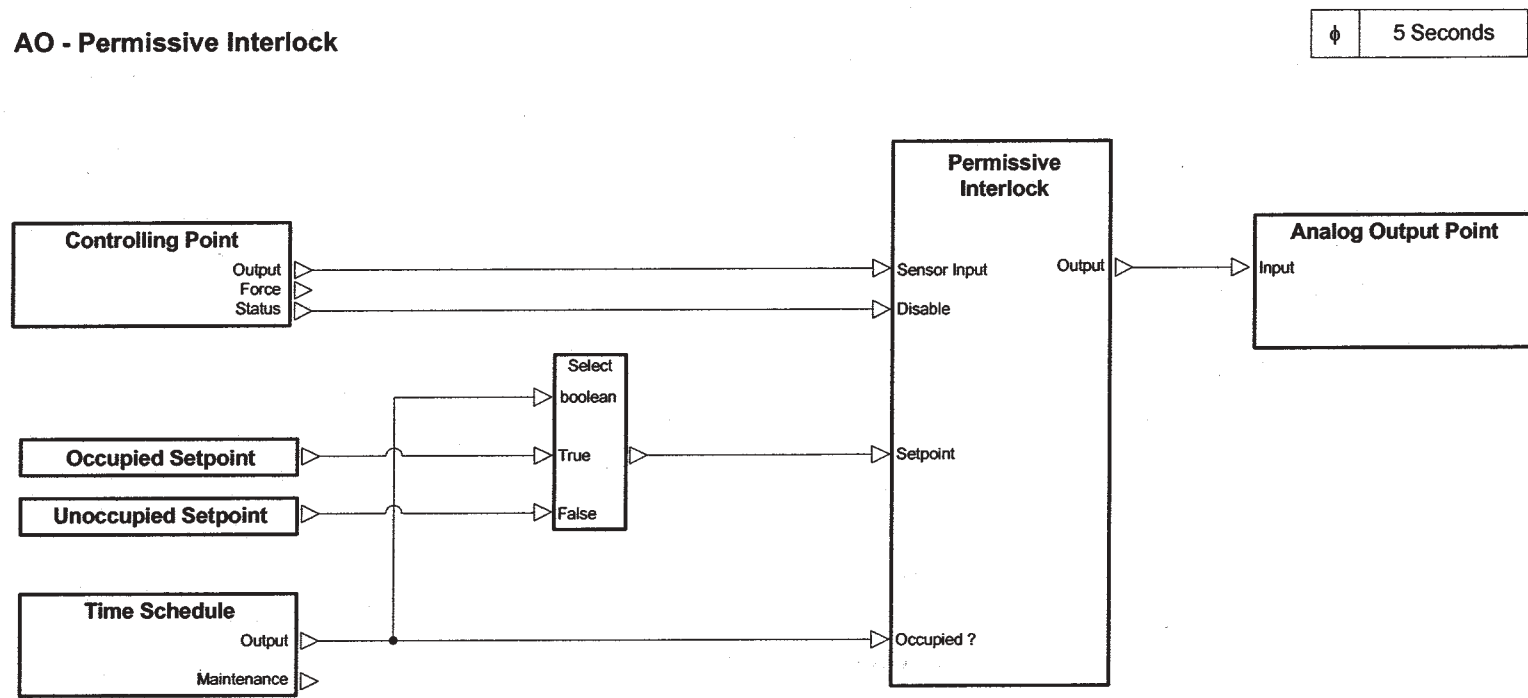 AO - Permissive Interlock
ϕ 5 Seconds
Permissive
Interlock
Controlling Point
Output
Force
Status
Sensor Input
Disable
Output
Analog Output Point
Input
Select
boolean
True
False
Occupied Setpoint
Unoccupied Setpoint
Setpoint
Time Schedule
Output
Maintenance
Occupied ?